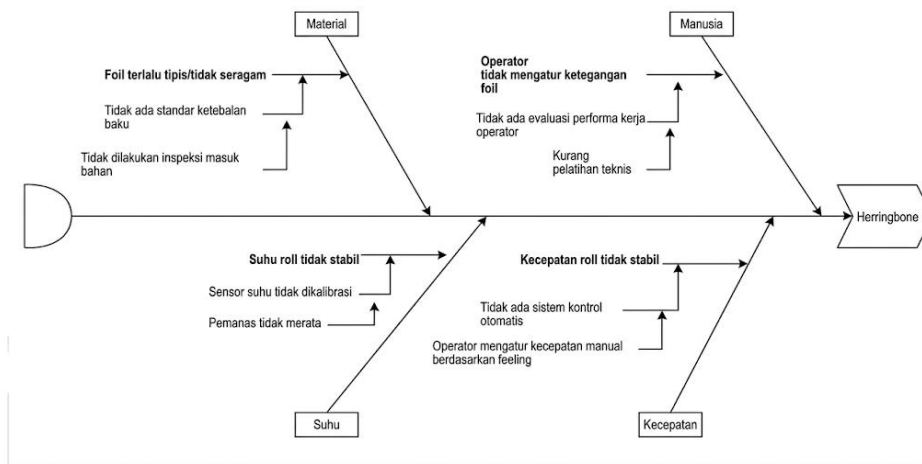 Material
Manusia
Foil terlalu tipis/tidak seragam
Tidak ada standar ketebalan
baku
Tidak dilakukan inspeksi masuk
bahan
Operator
tidak mengatur ketegangan
foil
Tidak ada evaluasi performa kerja
operator
Kurang
pelatihan teknis
Herringbone
Suhu roll tidak stabil
Sensor suhu tidak dikalibrasi
Pemanas tidak merata
Kecepatan roll tidak stabil
Tidak ada sistem kontrol
otomatis
Operator mengatur kecepatan manual
berdasarkan feeling
Suhu
Kecepatan